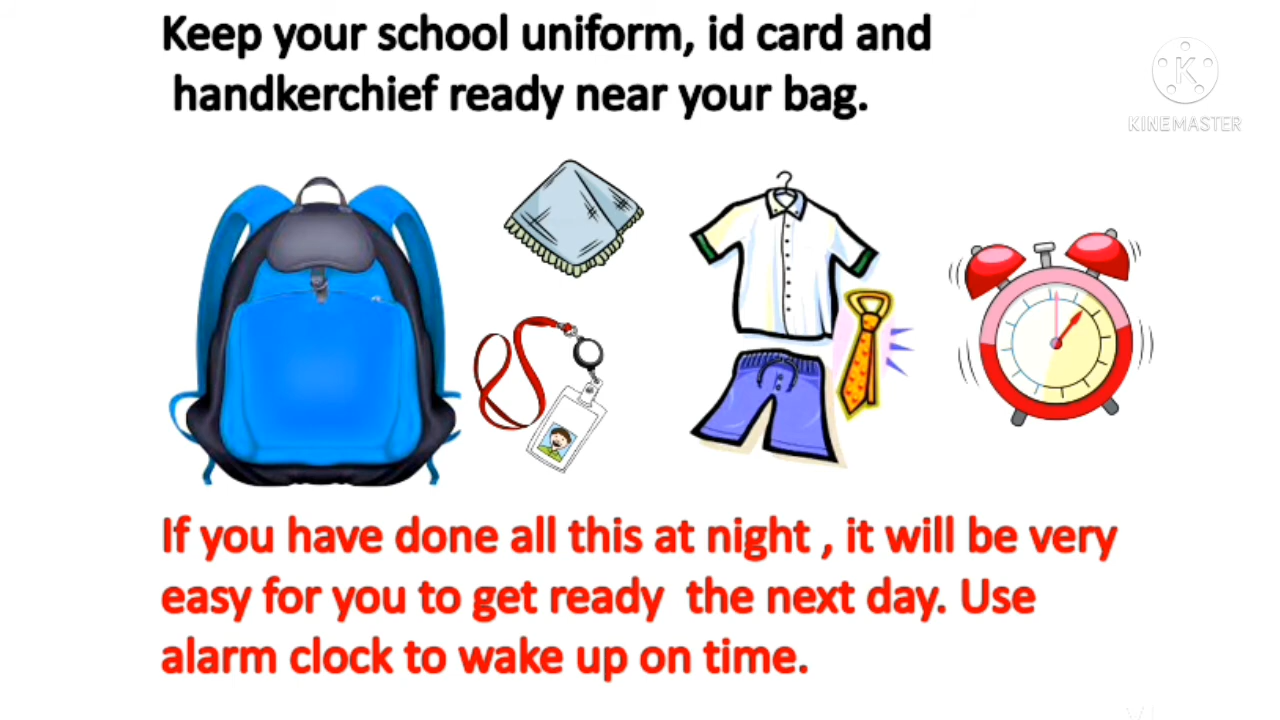 Keep your school uniform, id card and
handkerchief ready near your bag.
K
KINEMASTER
If you have done all this at night , it will be very
easy for you to get ready the next day. Use
alarm clock to wake up on time.